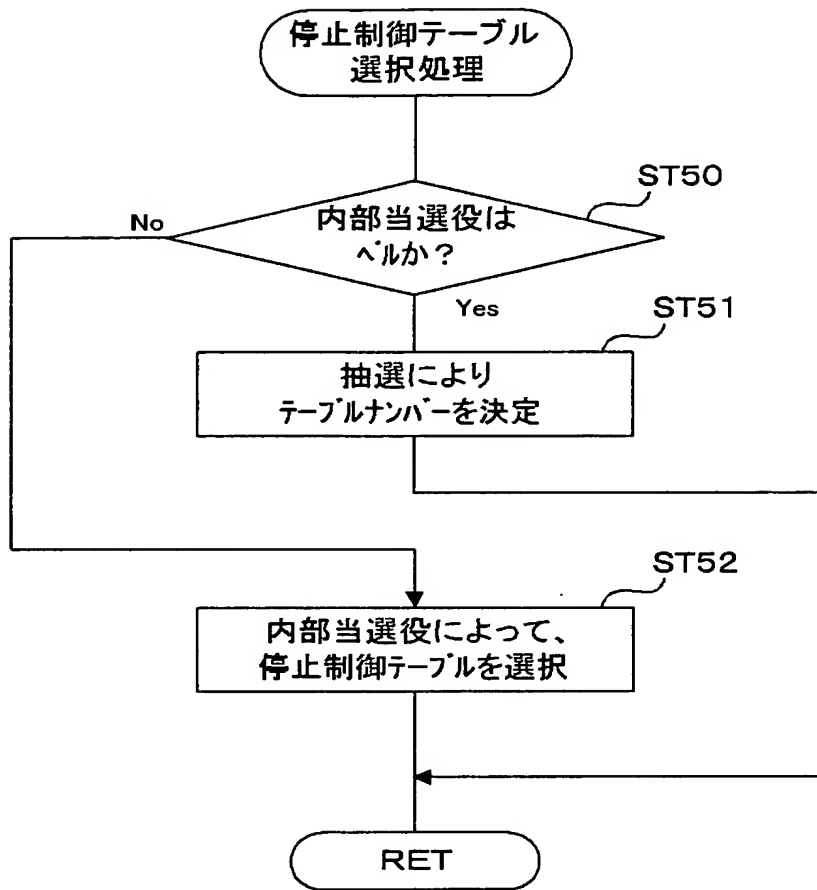 停止制御テーブル
選択処理
ST50
内部当選役は
ベルか？
No
Yes
ST51
抽選により
テーブルナンバーを決定
ST52
内部当選役によって、
停止制御テーブルを選択
RET